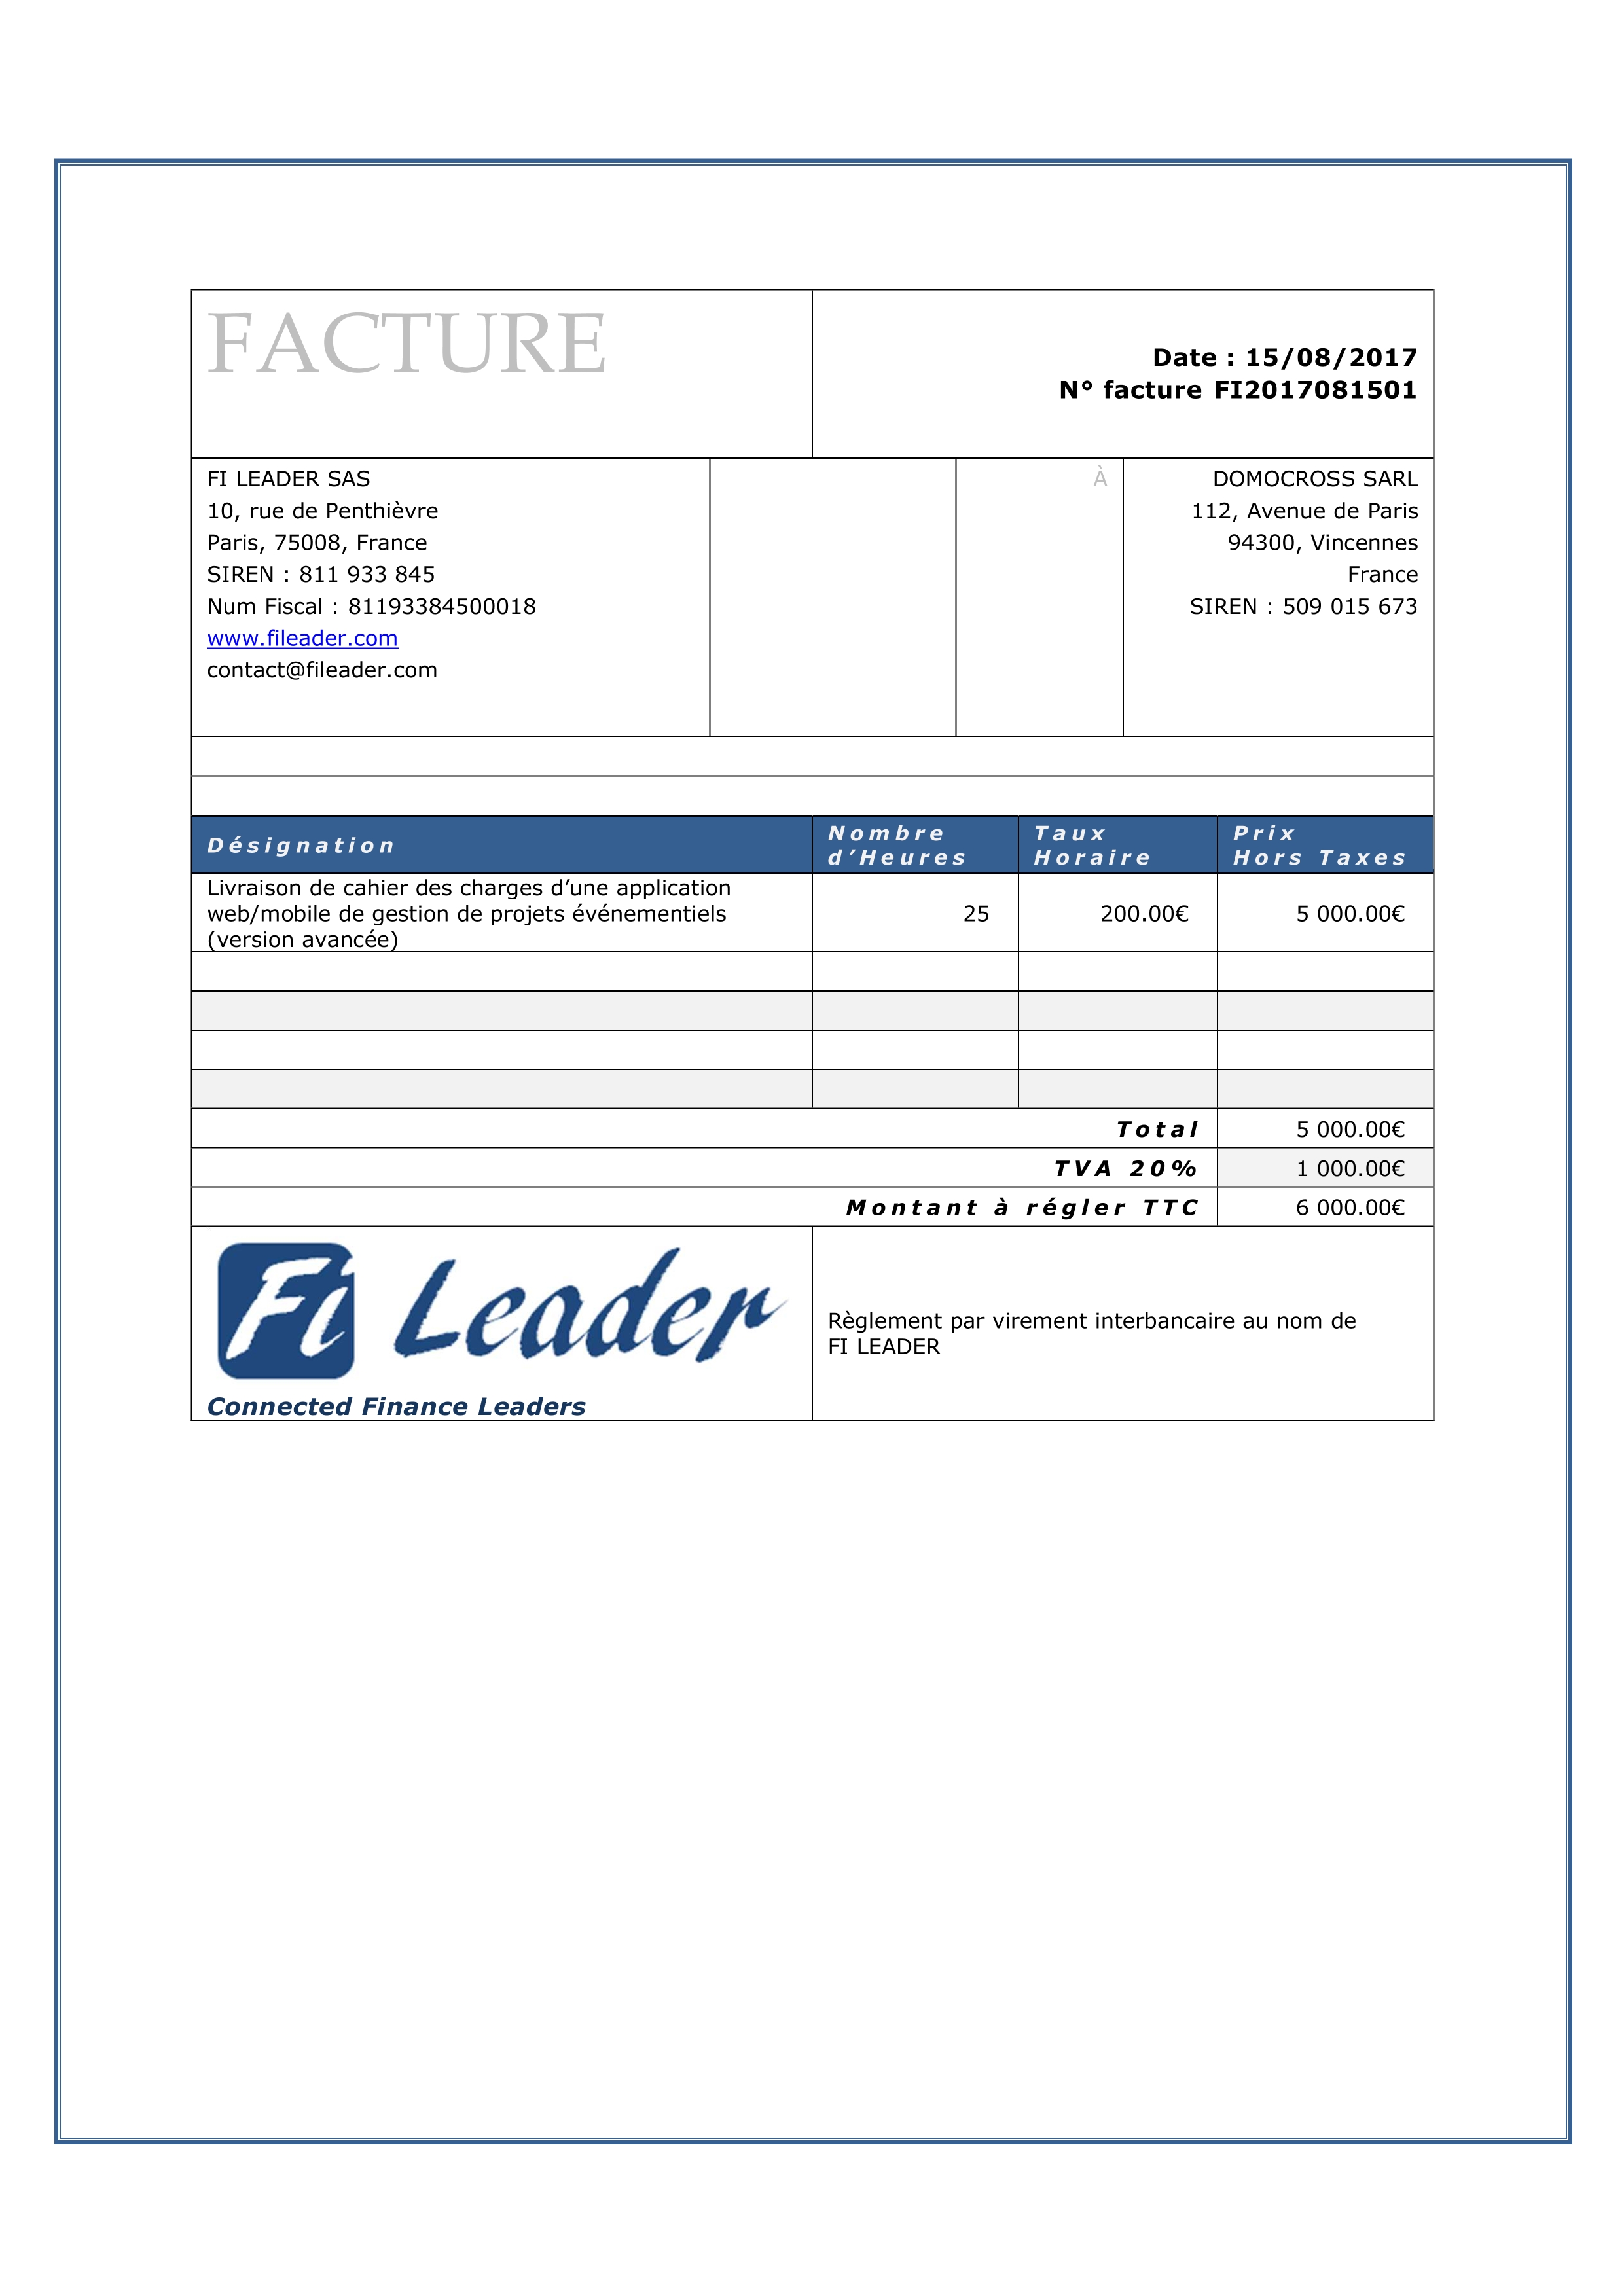 FACTURE
Date : 15/08/2017
N° facture FI2017081501
FI LEADER SAS
10, rue de Penthièvre
Paris, 75008, France
SIREN : 811 933 845
Num Fiscal : 81193384500018
www.fileader.com
contact@fileader.com
À
DOMOCROSS SARL
112, Avenue de Paris
94300, Vincennes
France
SIREN : 509 015 673
Désignation
Nombre
d’Heures
Taux
Horaire
Prix
Hors Taxes
Livraison de cahier des charges d’une application
web/mobile de gestion de projets événementiels
(version avancée)
25
200.00€
5 000.00€
Total
5 000.00€
TVA 20%
1 000.00€
Montant à régler TTC
6 000.00€
Fi Leader
Connected Finance Leaders
Règlement par virement interbancaire au nom de
FI LEADER